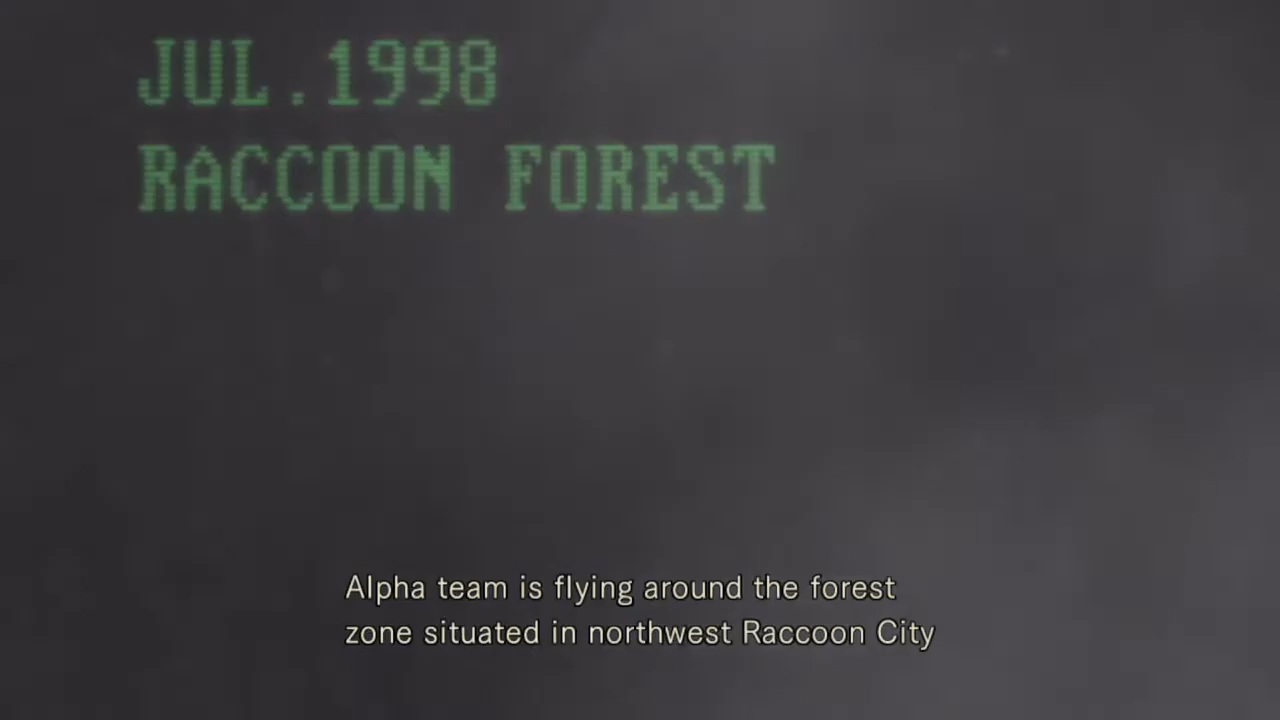 JUL.1998
RACCOON FOREST
Alpha team is flying around the forest
zone situated in northwest Raccoon City